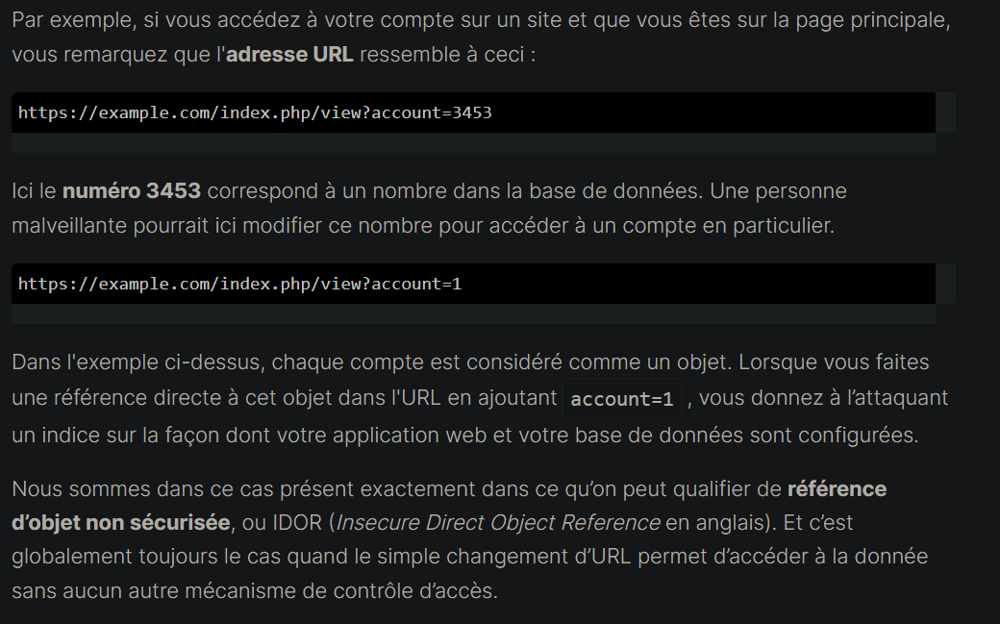 Par exemple, si vous accédez à votre compte sur un site et que vous êtes sur la page principale,
vous remarquez que l'adresse URL ressemble à ceci :
https://example.com/index.php/view?account=3453
Ici le numéro 3453 correspond à un nombre dans la base de données. Une personne
malveillante pourrait ici modifier ce nombre pour accéder à un compte en particulier.
https://example.com/index.php/view?account=1
Dans l'exemple ci-dessus, chaque compte est considéré comme un objet. Lorsque vous faites
une référence directe à cet objet dans l'URL en ajoutant account=1 , vous donnez à l’attaquant
un indice sur la façon dont votre application web et votre base de données sont configurées.
Nous sommes dans ce cas présent exactement dans ce qu’on peut qualifier de référence
d’objet non sécurisée, ou IDOR (Insecure Direct Object Reference en anglais). Et c’est
globalement toujours le cas quand le simple changement d’URL permet d’accéder à la donnée
sans aucun autre mécanisme de contrôle d’accès.